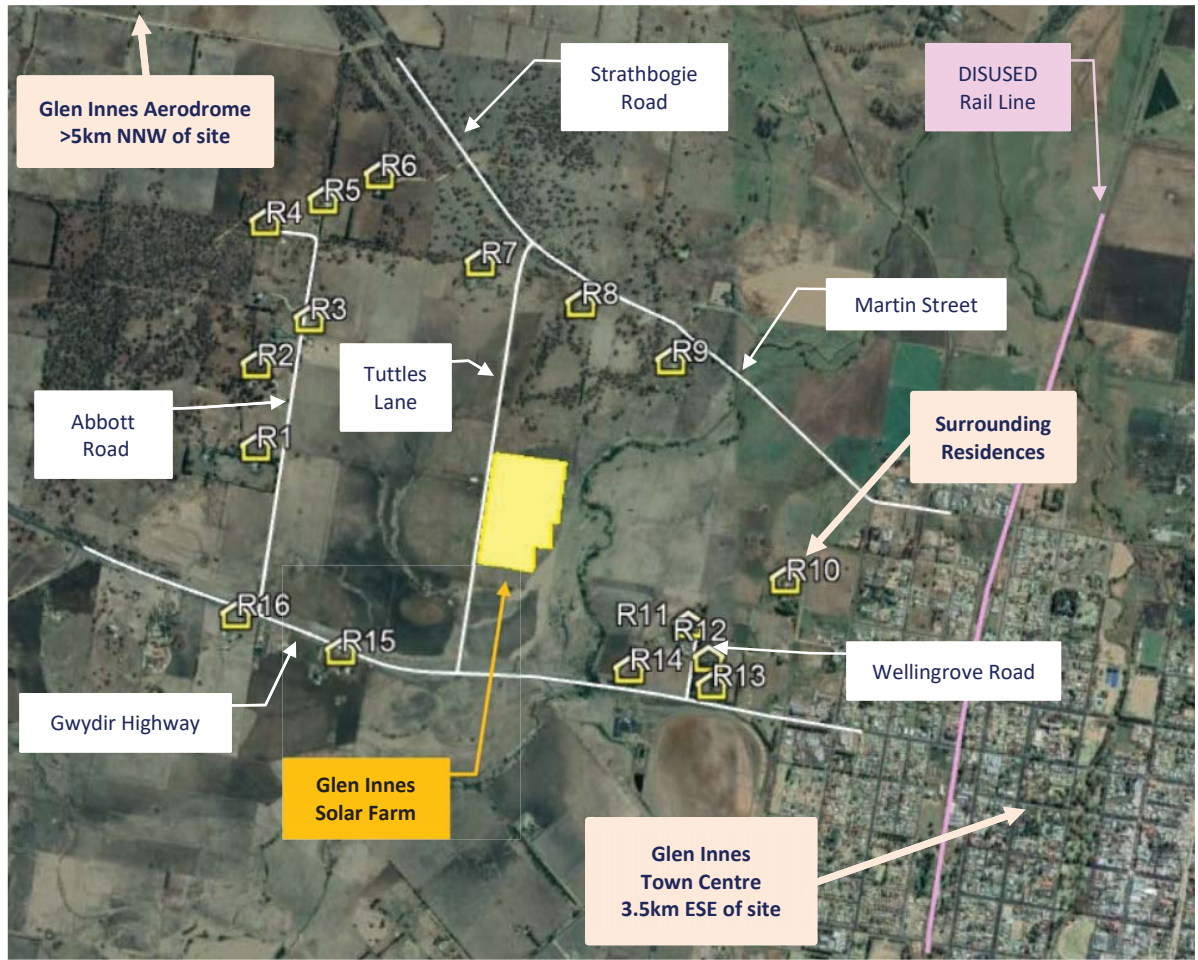 Glen Innes Aerodrome
>5km NNW of site
Strathbogie
Road
DISUSED
Rail Line
R6
R5
R4
R7
R8
R3
Martin Street
R9
R2
Tuttles
Lane
Abbott
Road
Surrounding
Residences
R1
R10
R16
R11
R12
R15
R14
R13
Wellingrove Road
Gwydir Highway
Glen Innes
Solar Farm
Glen Innes
Town Centre
3.5km ESE of site